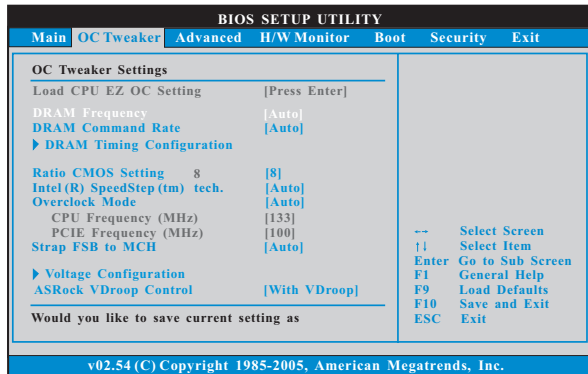 BIOS SETUP UTILITY
Main OC Tweaker Advanced H/W Monitor Boot Security Exit
OC Tweaker Settings
Load CPU EZ OC Setting [Press Enter]
DRAM Frequency [Auto]
DRAM Command Rate [Auto]
DRAM Timing Configuration
Ratio CMOS Setting 8 [8]
Intel (R) SpeedStep (tm) tech. [Auto]
Overclock Mode [Auto]
CPU Frequency (MHz) [133]
PCIE Frequency (MHz) [100]
Strap FSB to MCH [Auto]
Voltage Configuration
ASRock VDroop Control [With VDroop]
Would you like to save current setting as
←→ Select Screen
↑↓ Select Item
Enter Go to Sub Screen
F1 General Help
F9 Load Defaults
F10 Save and Exit
ESC Exit
v02.54 (C) Copyright 1985-2005, American Megatrends, Inc.